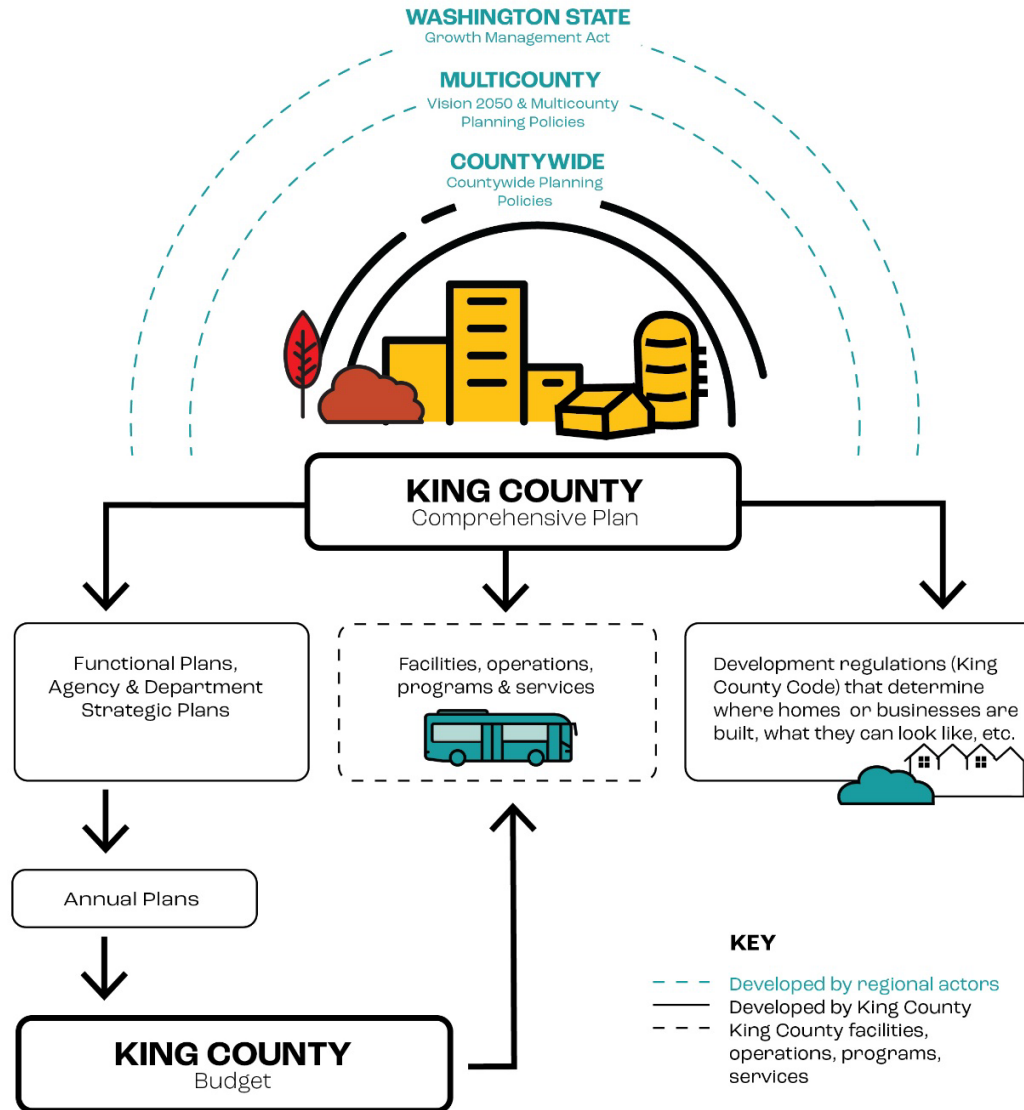 WASHINGTON STATE
Growth Management Act
MULTICOUNTY
Vision 2050 & Multicounty
Planning Policies
COUNTYWIDE
Countywide Planning
Policies
KING COUNTY
Comprehensive Plan
Functional Plans,
Agency & Department
Strategic Plans
Facilities, operations,
programs & services
Development regulations (King
County Code) that determine
where homes or businesses are
built, what they can look like, etc.
Annual Plans
KING COUNTY
Budget
KEY
Developed by regional actors
Developed by King County
King County facilities,
operations, programs,
services